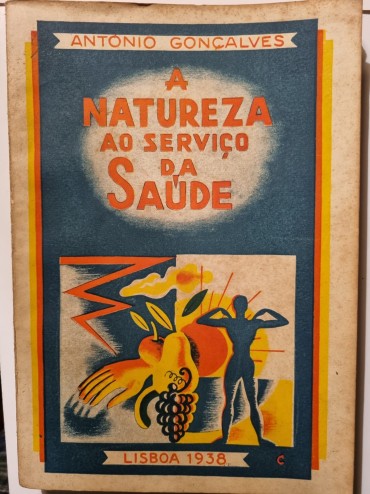 ANTÓNIO GONÇALVES
A
NATUREZA
AO SERVIÇO
DA
SAÚDE
LISBOA 1938
C